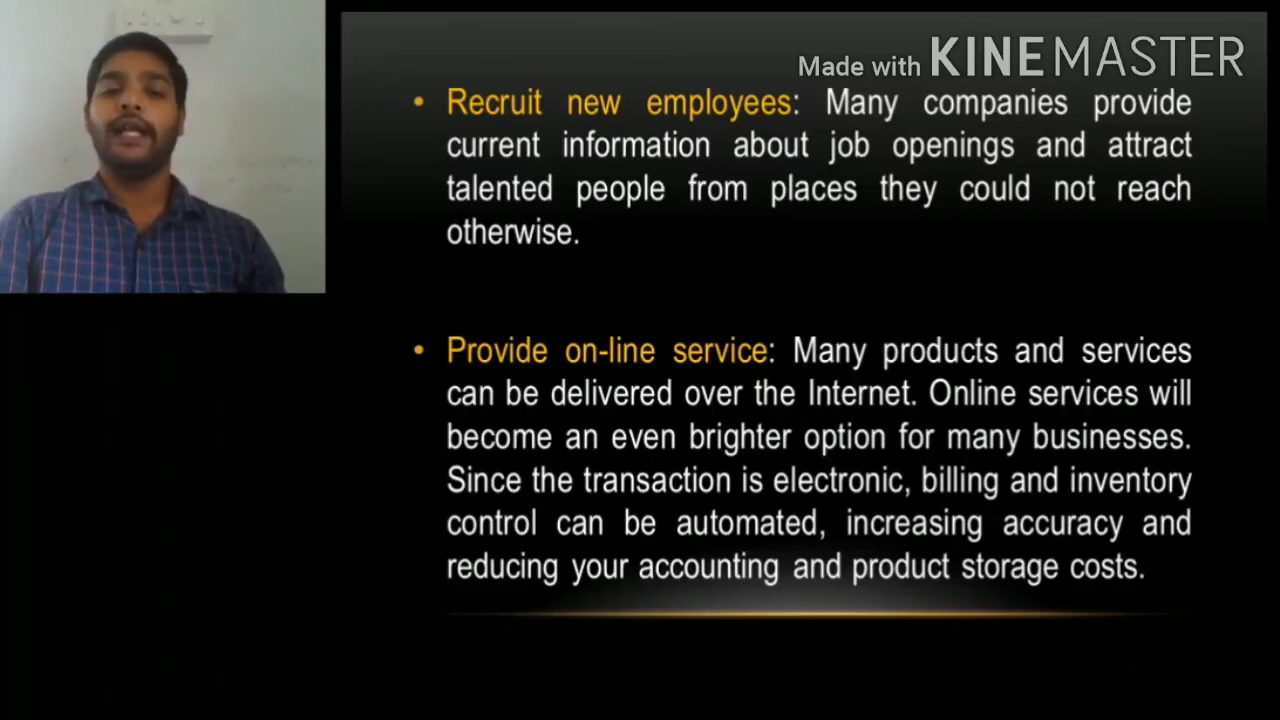 Made with KINEMASTER
• Recruit new employees: Many companies provide
current information about job openings and attract
talented people from places they could not reach
otherwise.
• Provide on-line service: Many products and services
can be delivered over the Internet. Online services will
become an even brighter option for many businesses.
Since the transaction is electronic, billing and inventory
control can be automated, increasing accuracy and
reducing your accounting and product storage costs.